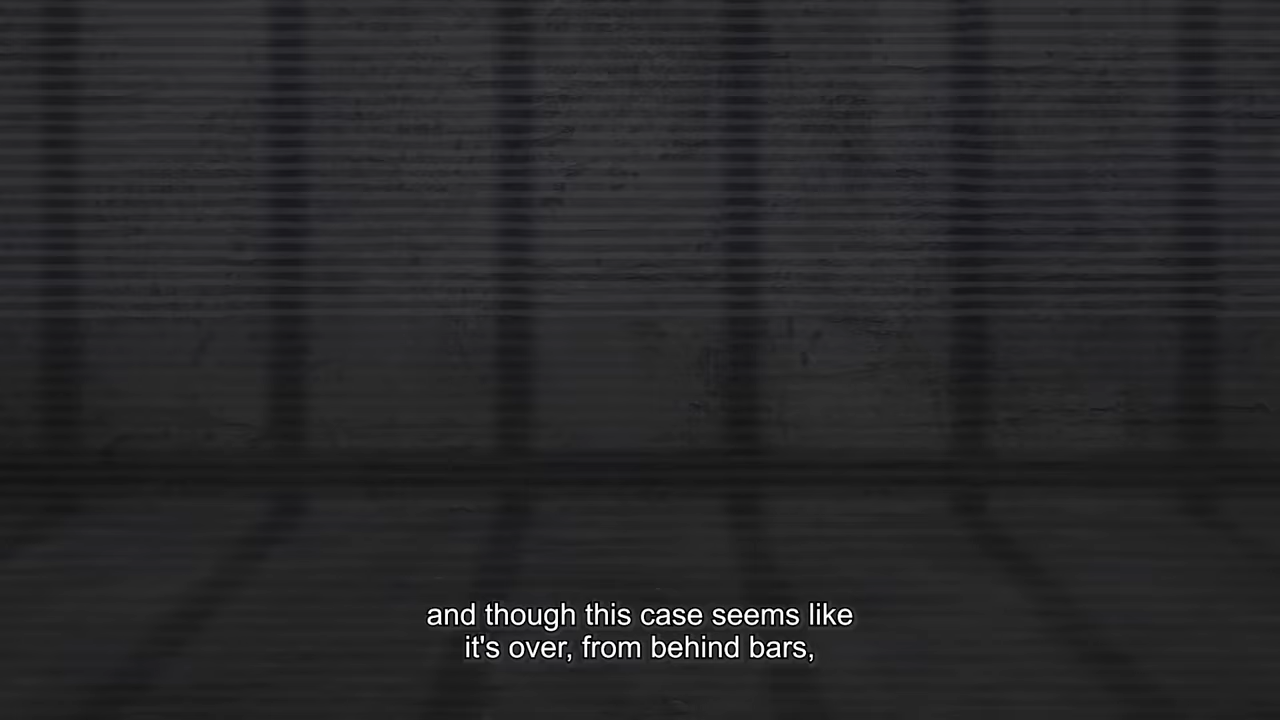 and though this case seems like
it's over, from behind bars,